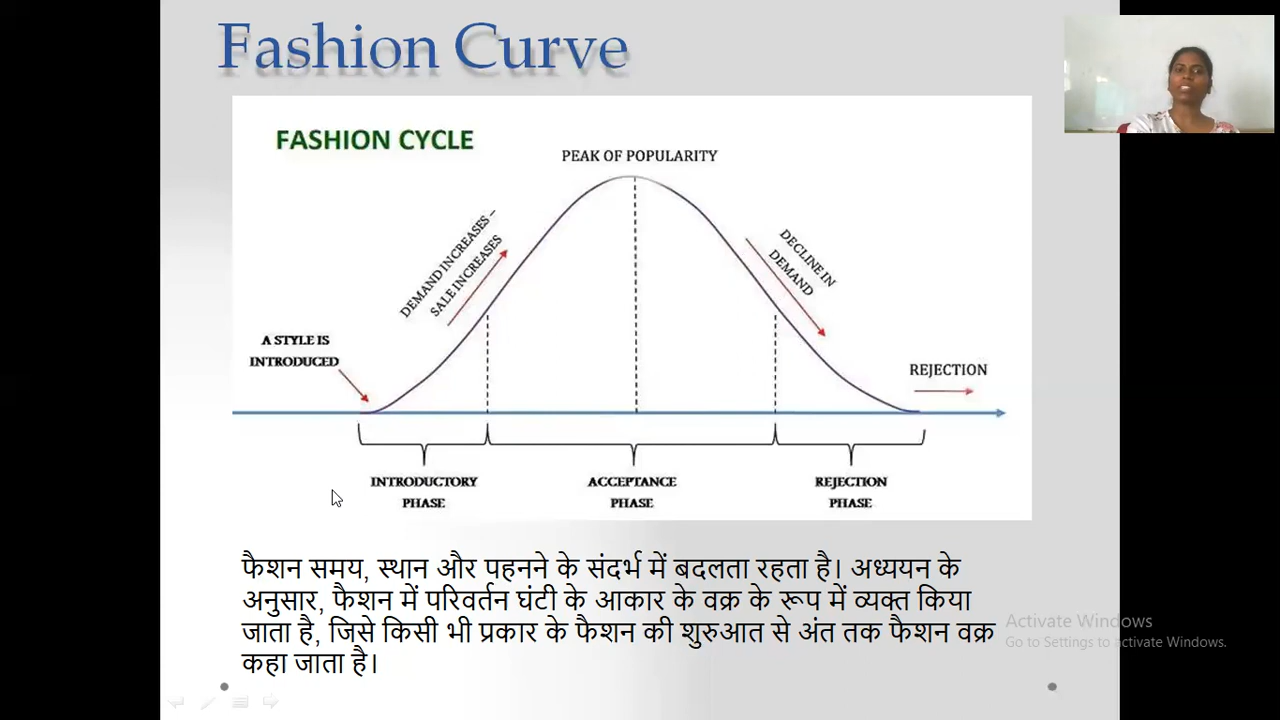 Fashion Curve
FASHION CYCLE
PEAK OF POPULARITY
DEMAND INCREASES –
SALE INCREASES
DECLINE IN
DEMAND
A STYLE IS
INTRODUCED
REJECTION
INTRODUCTORY
PHASE
ACCEPTANCE
PHASE
REJECTION
PHASE
फैशन समय, स्थान और पहनने के संदर्भ में बदलता रहता है। अध्ययन के
अनुसार, फैशन में परिवर्तन घंटी के आकार के वक्र के रूप में व्यक्त किया
जाता है, जिसे किसी भी प्रकार के फैशन की शुरुआत से अंत तक फैशन वक्र
कहा जाता है।
Activate Windows
Go to Settings to activate Windows.